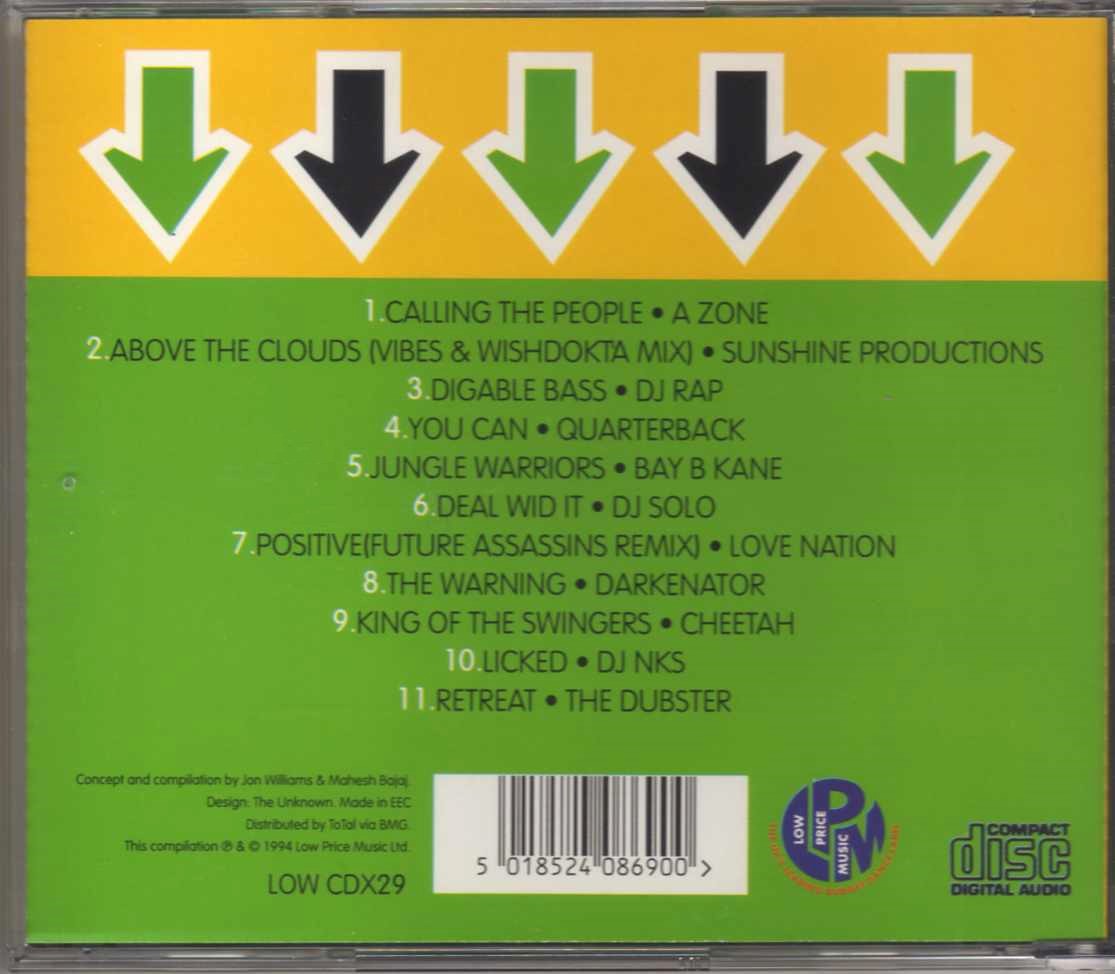 1.CALLING THE PEOPLE • A ZONE
2.ABOVE THE CLOUDS (VIBES & WISHDOKTA MIX) • SUNSHINE PRODUCTIONS
3.DIGABLE BASS • DJ RAP
4.YOU CAN • QUARTERBACK
5.JUNGLE WARRIORS • BAY B KANE
6.DEAL WID IT • DJ SOLO
7.POSITIVE(FUTURE ASSASSINS REMIX) • LOVE NATION
8.THE WARNING • DARKENATOR
9.KING OF THE SWINGERS • CHEETAH
10.LICKED • DJ NKS
11.RETREAT • THE DUBSTER
Concept and compilation by Jon Williams & Mahesh Bajaj.
Design: The Unknown. Made in EEC
Distributed by ToTal via BMG.
This compilation ℗ & © 1994 Low Price Music Ltd.
LOW CDX29
5 018524 086900 >
LPM
LOW
PRICE
MUSIC
COMPACT
disc
DIGITAL AUDIO